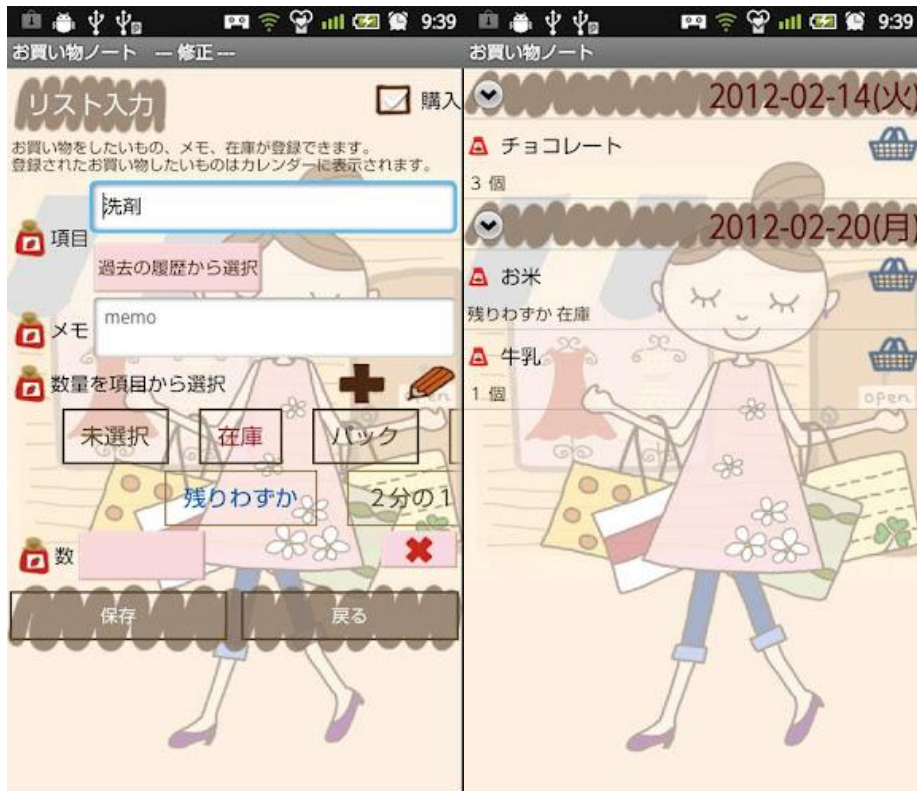 9:39
お買い物ノート --- 修正 ---
リスト入力
購入
お買い物をしたいもの、メモ、在庫が登録できます。
登録されたお買い物したいものはカレンダーに表示されます。
項目
洗剤
過去の履歴から選択
メモ
memo
数量を項目から選択
未選択
在庫
パック
残りわずか
2分の1
数
保存
戻る
9:39
お買い物ノート
2012-02-14(火)
チョコレート
3 個
2012-02-20(月)
お米
残りわずか 在庫
牛乳
1 個
open